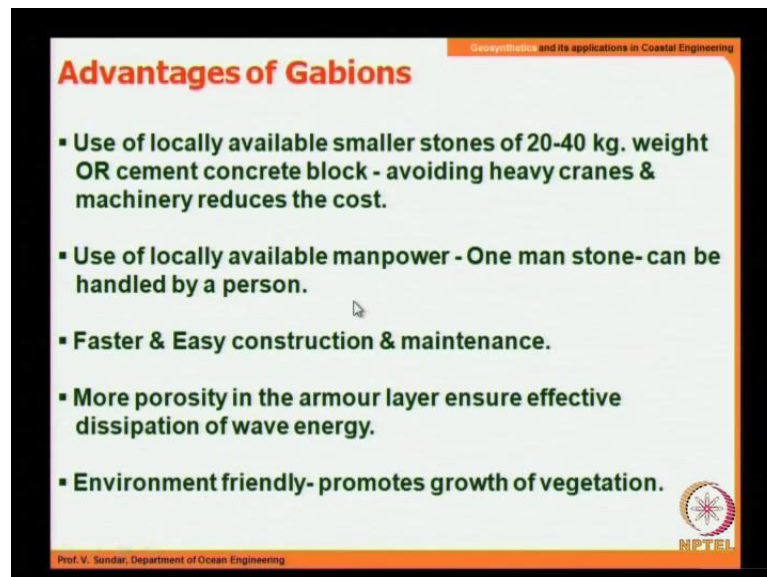 Geosynthetics and its applications in Coastal Engineering
Advantages of Gabions
▪ Use of locally available smaller stones of 20-40 kg. weight
OR cement concrete block - avoiding heavy cranes &
machinery reduces the cost.
▪ Use of locally available manpower - One man stone- can be
handled by a person.
▪ Faster & Easy construction & maintenance.
▪ More porosity in the armour layer ensure effective
dissipation of wave energy.
▪ Environment friendly- promotes growth of vegetation.
NPTEL
Prof. V. Sundar, Department of Ocean Engineering